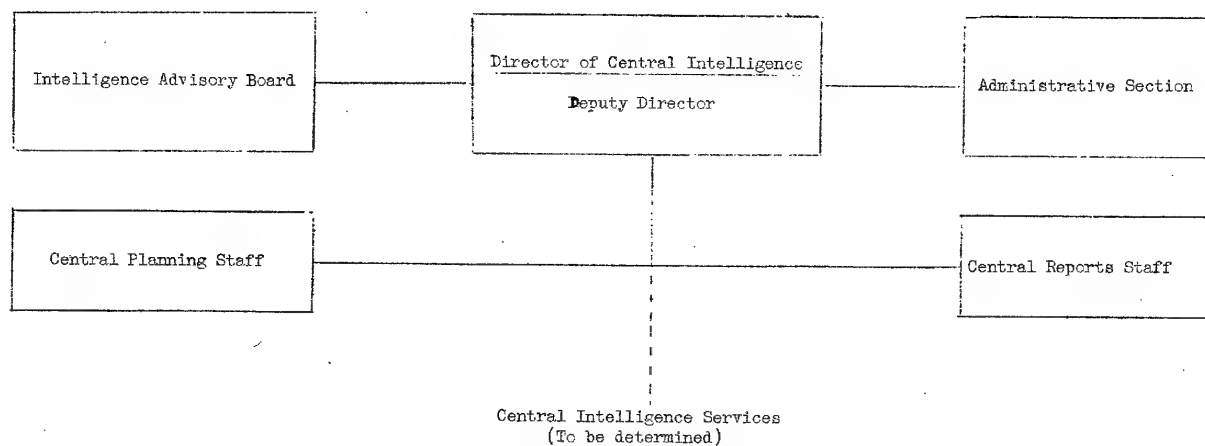 Intelligence Advisory Board
Director of Central Intelligence
Deputy Director
Administrative Section
Central Planning Staff
Central Reports Staff
Central Intelligence Services
(To be determined)